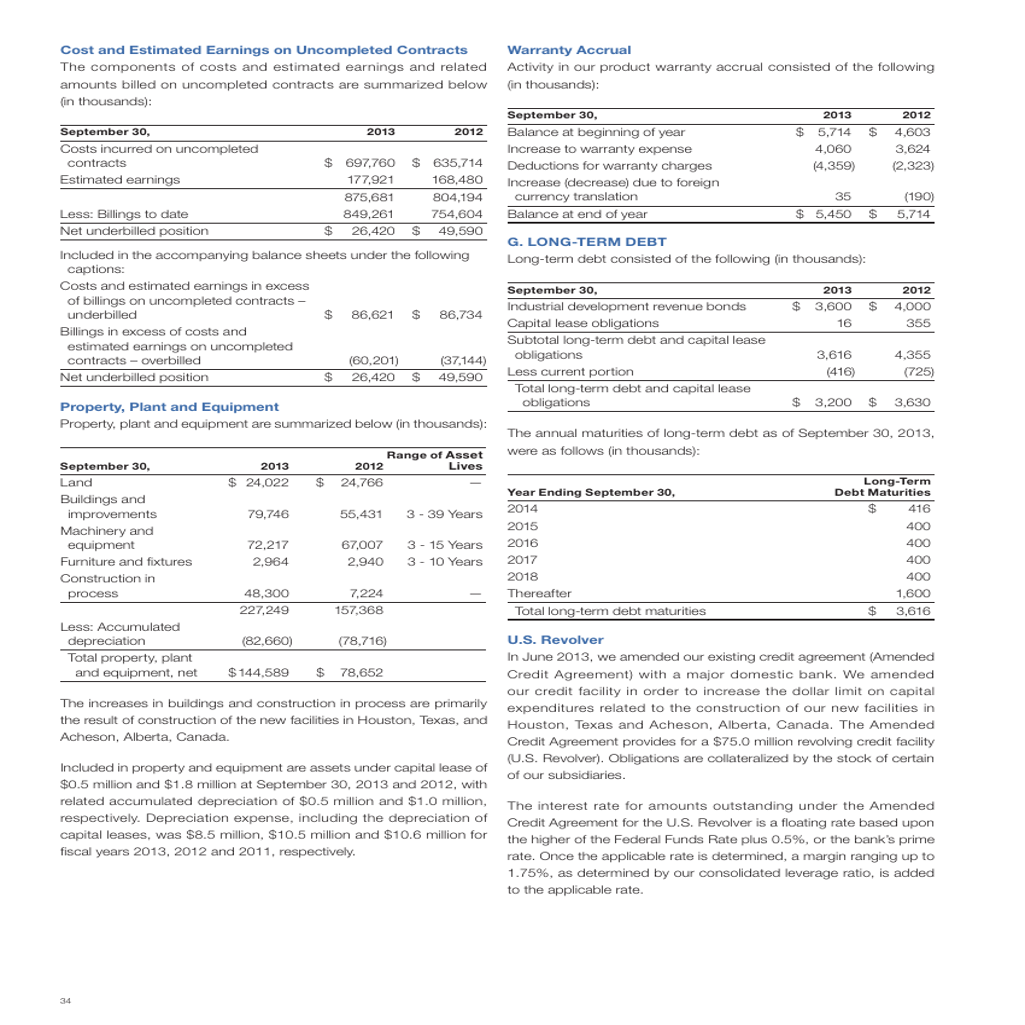 Cost and Estimated Earnings on Uncompleted Contracts
The components of costs and estimated earnings and related
amounts billed on uncompleted contracts are summarized below
(in thousands):
September 30, 2013 2012
Costs incurred on uncompleted
contracts $ 697,760 $ 635,714
Estimated earnings 177,921 168,480
875,681 804,194
Less: Billings to date 849,261 754,604
Net underbilled position $ 26,420 $ 49,590
Included in the accompanying balance sheets under the following
captions:
Costs and estimated earnings in excess
of billings on uncompleted contracts –
underbilled $ 86,621 $ 86,734
Billings in excess of costs and
estimated earnings on uncompleted
contracts – overbilled (60,201) (37,144)
Net underbilled position $ 26,420 $ 49,590
Property, Plant and Equipment
Property, plant and equipment are summarized below (in thousands):
Range of Asset
September 30, 2013 2012 Lives
Land $ 24,022 $ 24,766 —
Buildings and
improvements 79,746 55,431 3 - 39 Years
Machinery and
equipment 72,217 67,007 3 - 15 Years
Furniture and fixtures 2,964 2,940 3 - 10 Years
Construction in
process 48,300 7,224 —
227,249 157,368
Less: Accumulated
depreciation (82,660) (78,716)
Total property, plant
and equipment, net $ 144,589 $ 78,652
The increases in buildings and construction in process are primarily
the result of construction of the new facilities in Houston, Texas, and
Acheson, Alberta, Canada.
Included in property and equipment are assets under capital lease of
$0.5 million and $1.8 million at September 30, 2013 and 2012, with
related accumulated depreciation of $0.5 million and $1.0 million,
respectively. Depreciation expense, including the depreciation of
capital leases, was $8.5 million, $10.5 million and $10.6 million for
fiscal years 2013, 2012 and 2011, respectively.
Warranty Accrual
Activity in our product warranty accrual consisted of the following
(in thousands):
September 30, 2013 2012
Balance at beginning of year $ 5,714 $ 4,603
Increase to warranty expense 4,060 3,624
Deductions for warranty charges (4,359) (2,323)
Increase (decrease) due to foreign
currency translation 35 (190)
Balance at end of year $ 5,450 $ 5,714
G. LONG-TERM DEBT
Long-term debt consisted of the following (in thousands):
September 30, 2013 2012
Industrial development revenue bonds $ 3,600 $ 4,000
Capital lease obligations 16 355
Subtotal long-term debt and capital lease
obligations 3,616 4,355
Less current portion (416) (725)
Total long-term debt and capital lease
obligations $ 3,200 $ 3,630
The annual maturities of long-term debt as of September 30, 2013,
were as follows (in thousands):
Long-Term
Year Ending September 30, Debt Maturities
2014 $ 416
2015 400
2016 400
2017 400
2018 400
Thereafter 1,600
Total long-term debt maturities $ 3,616
U.S. Revolver
In June 2013, we amended our existing credit agreement (Amended
Credit Agreement) with a major domestic bank. We amended
our credit facility in order to increase the dollar limit on capital
expenditures related to the construction of our new facilities in
Houston, Texas and Acheson, Alberta, Canada. The Amended
Credit Agreement provides for a $75.0 million revolving credit facility
(U.S. Revolver). Obligations are collateralized by the stock of certain
of our subsidiaries.
The interest rate for amounts outstanding under the Amended
Credit Agreement for the U.S. Revolver is a floating rate based upon
the higher of the Federal Funds Rate plus 0.5%, or the bank's prime
rate. Once the applicable rate is determined, a margin ranging up to
1.75%, as determined by our consolidated leverage ratio, is added
to the applicable rate.
34